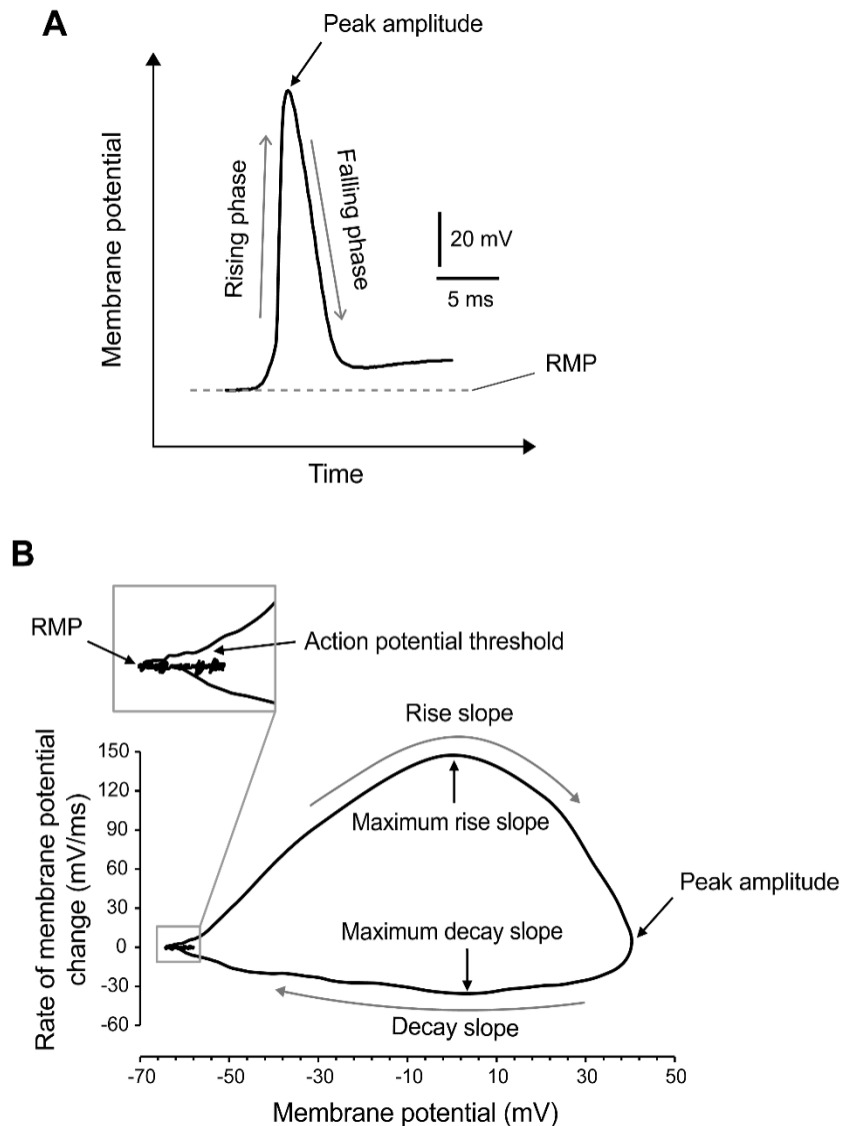 A
Peak amplitude
Membrane potential
Rising phase
Falling phase
20 mV
5 ms
RMP
Time
B
RMP
Action potential threshold
Rise slope
Rate of membrane potential
change (mV/ms)
150
120
90
60
30
0
-30
-60
Maximum rise slope
Peak amplitude
Maximum decay slope
Decay slope
-70
-50
-30
-10
10
30
50
Membrane potential (mV)